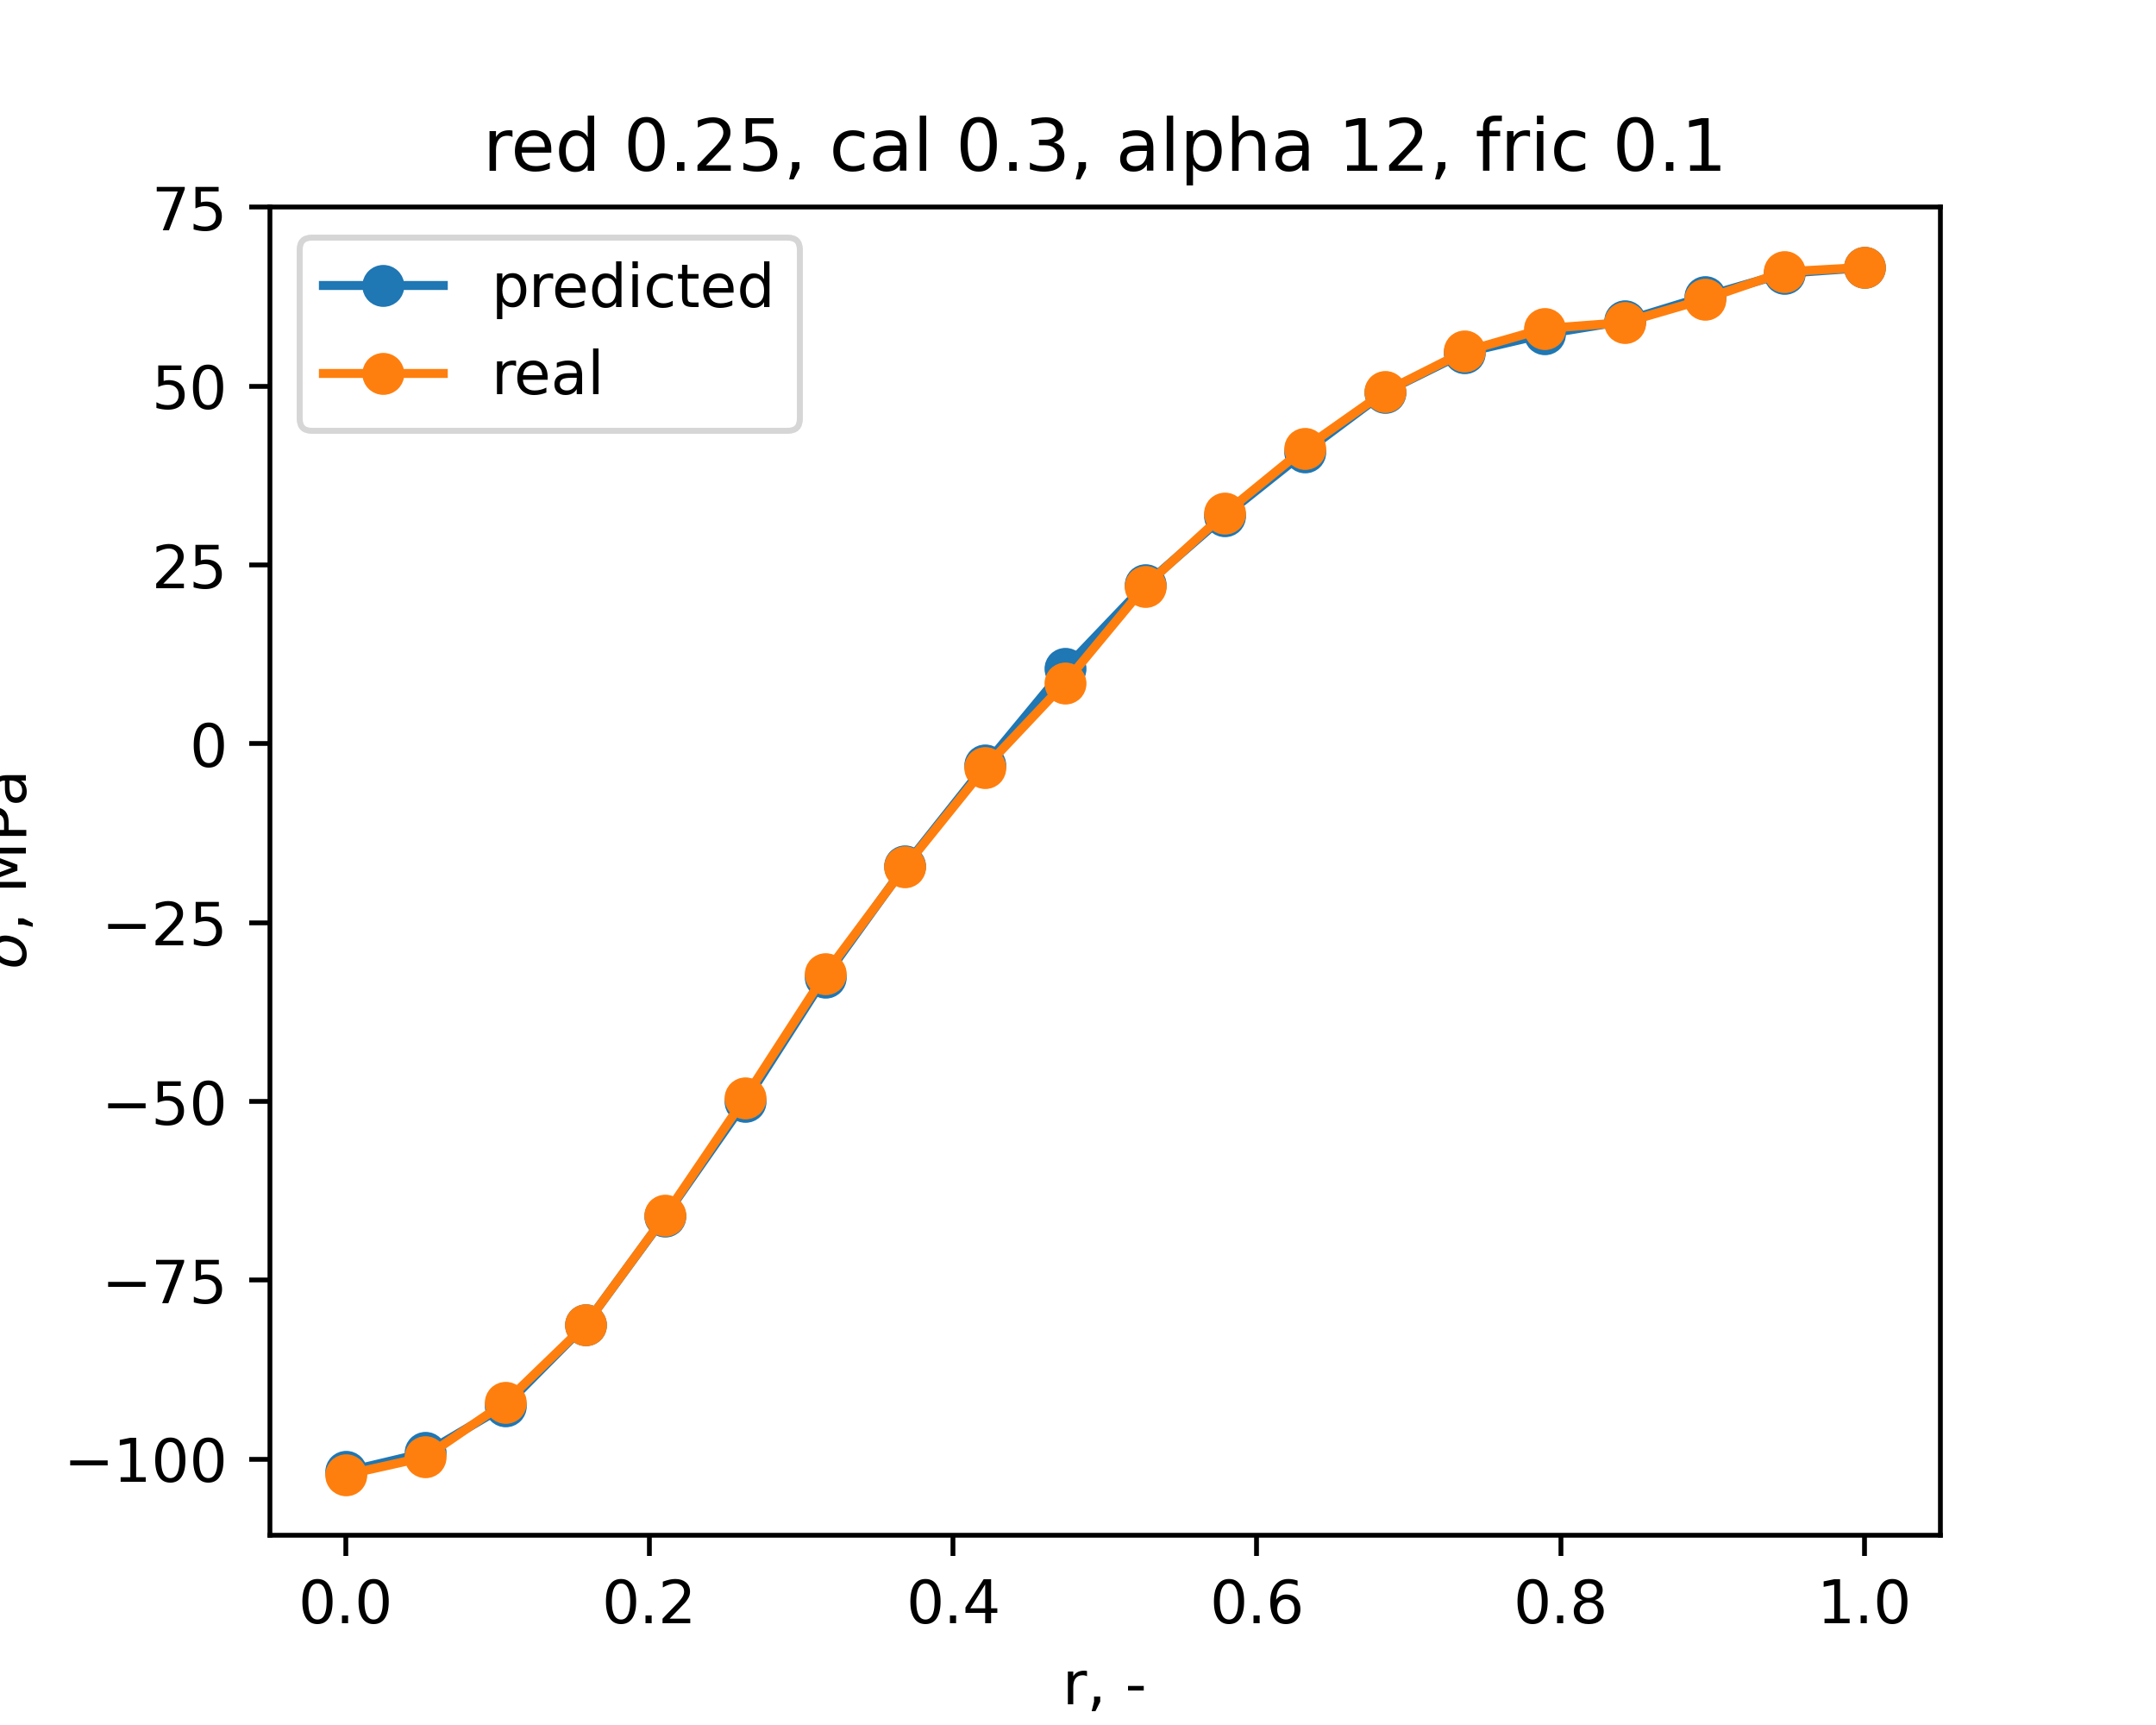 red 0.25, cal 0.3, alpha 12, fric 0.1
75
50
25
0
−25
−50
−75
−100
predicted
real
σ, MPa
0.0 0.2 0.4 0.6 0.8 1.0
r, -